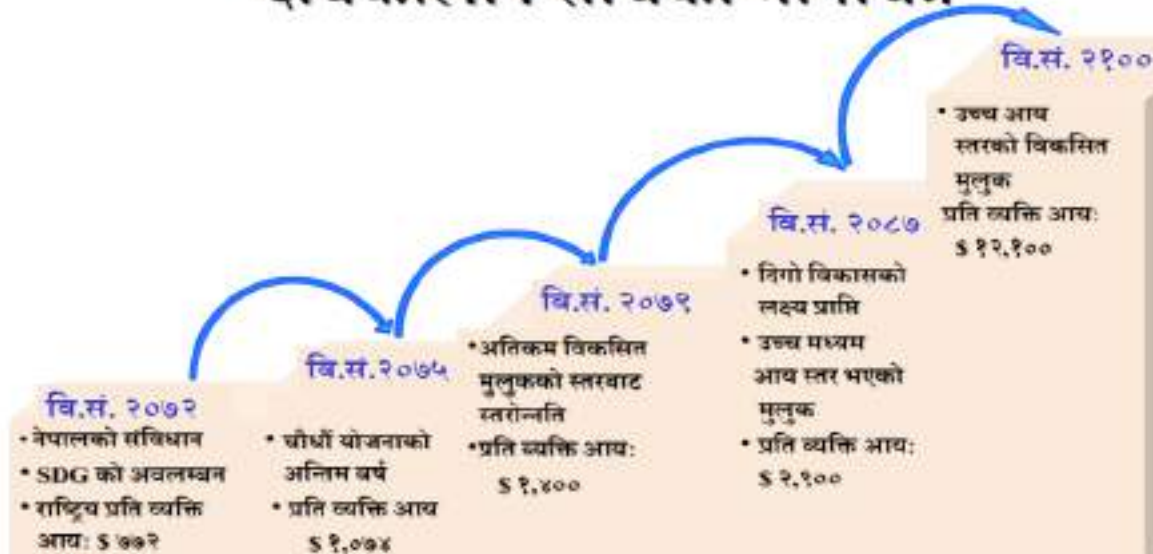 वि.सं. २०७२
• नेपालको संविधान
• SDG को अवलम्बन
• राष्ट्रिय प्रति व्यक्ति
आय: $ ७७२
वि.सं.२०७५
• चौधौं योजनाको
अन्तिम वर्ष
• प्रति व्यक्ति आय
$ १,०७४
वि.सं. २०७९
•अतिकम विकसित
मुलुकको स्तरबाट
स्तरोन्नति
•प्रति व्यक्ति आय:
$ १,४००
वि.सं. २०८७
• दिगो विकासको
लक्ष्य प्राप्ति
• उच्च मध्यम
आय स्तर भएको
मुलुक
• प्रति व्यक्ति आय:
$ २,१००
वि.सं. २१००
• उच्च आय
स्तरको विकसित
मुलुक
प्रति व्यक्ति आय:
$ १२,१००